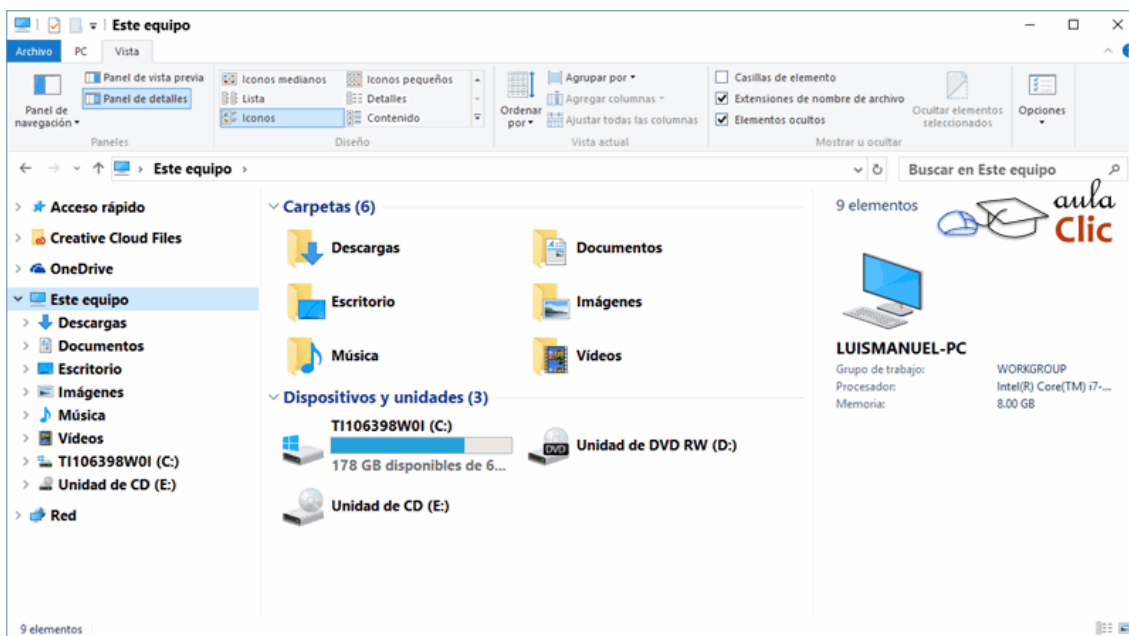 Este equipo
Archivo PC Vista
Panel de navegación
Panel de vista previa
Panel de detalles
Paneles
Iconos medianos
Iconos pequeños
Lista
Detalles
Iconos
Contenido
Diseño
Ordenar por
Agrupar por
Agregar columnas
Ajustar todas las columnas
Vista actual
Casillas de elemento
Extensiones de nombre de archivo
Elementos ocultos
Ocultar elementos seleccionados
Mostrar u ocultar
Opciones
Este equipo
Buscar en Este equipo
Acceso rápido
Creative Cloud Files
OneDrive
Este equipo
Descargas
Documentos
Escritorio
Imágenes
Música
Vídeos
TI106398W0I (C:)
Unidad de CD (E:)
Red
Carpetas (6)
Descargas
Documentos
Escritorio
Imágenes
Música
Vídeos
Dispositivos y unidades (3)
TI106398W0I (C:)
178 GB disponibles de 6...
DVD
Unidad de DVD RW (D:)
Unidad de CD (E:)
9 elementos
aula
Clic
LUISMANUEL-PC
Grupo de trabajo: WORKGROUP
Procesador: Intel(R) Core(TM) i7-...
Memoria: 8.00 GB
9 elementos